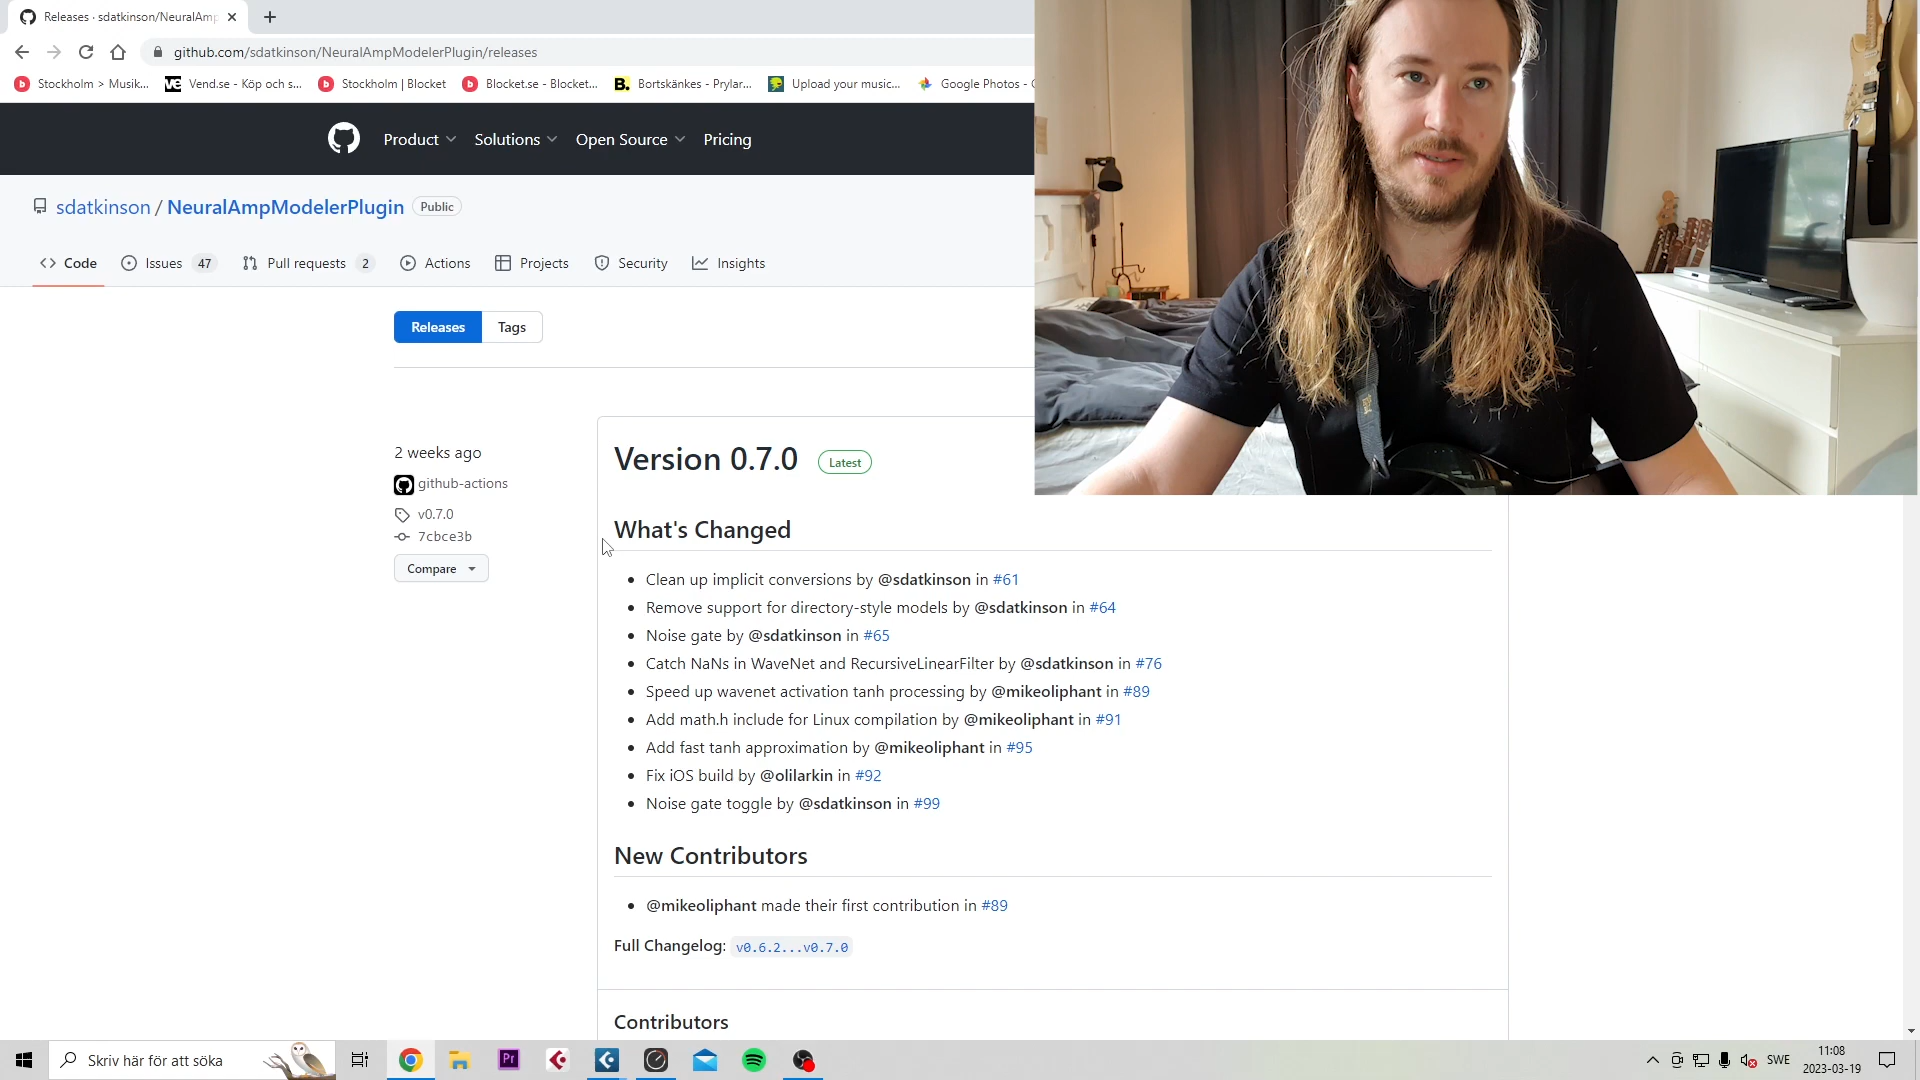 Releases · sdatkinson/NeuralAmp
github.com/sdatkinson/NeuralAmpModelerPlugin/releases
Stockholm > Musik... Vend.se - Köp och s... Stockholm | Blocket Blocket.se - Blocket... B. Bortskänkes - Prylar... Upload your music... Google Photos - 
Product Solutions Open Source Pricing
sdatkinson / NeuralAmpModelerPlugin Public
Code Issues 47 Pull requests 2 Actions Projects Security Insights
Releases Tags
2 weeks ago
github-actions
v0.7.0
7cbce3b
Compare
Version 0.7.0 Latest
What's Changed
Clean up implicit conversions by @sdatkinson in #61
Remove support for directory-style models by @sdatkinson in #64
Noise gate by @sdatkinson in #65
Catch NaNs in WaveNet and RecursiveLinearFilter by @sdatkinson in #76
Speed up wavenet activation tanh processing by @mikeoliphant in #89
Add math.h include for Linux compilation by @mikeoliphant in #91
Add fast tanh approximation by @mikeoliphant in #95
Fix iOS build by @olilarkin in #92
Noise gate toggle by @sdatkinson in #99
New Contributors
@mikeoliphant made their first contribution in #89
Full Changelog: v0.6.2...v0.7.0
Contributors
Skriv här för att söka
Pr
SWE
11:08
2023-03-19